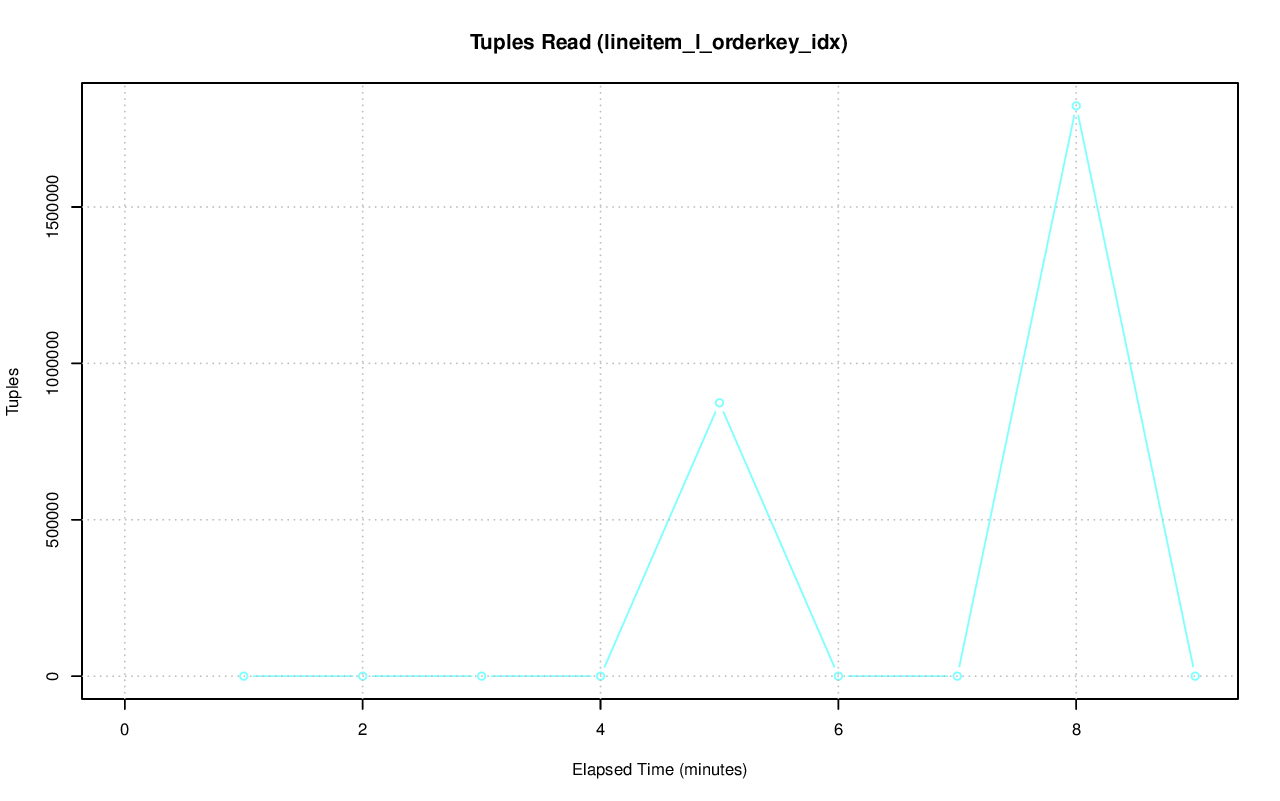 Tuples Read (lineitem_l_orderkey_idx)
1500000
1000000
500000
0
Tuples
0 2 4 6 8
Elapsed Time (minutes)